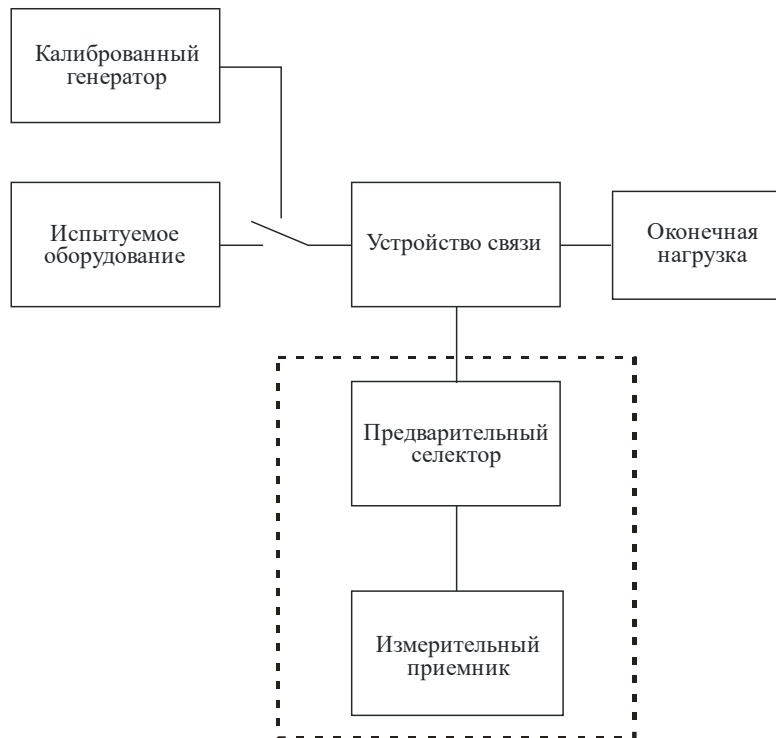 Калиброванный
генератор
Испытуемое
оборудование
Устройство связи
Оконечная
нагрузка
Предварительный
селектор
Измерительный
приемник